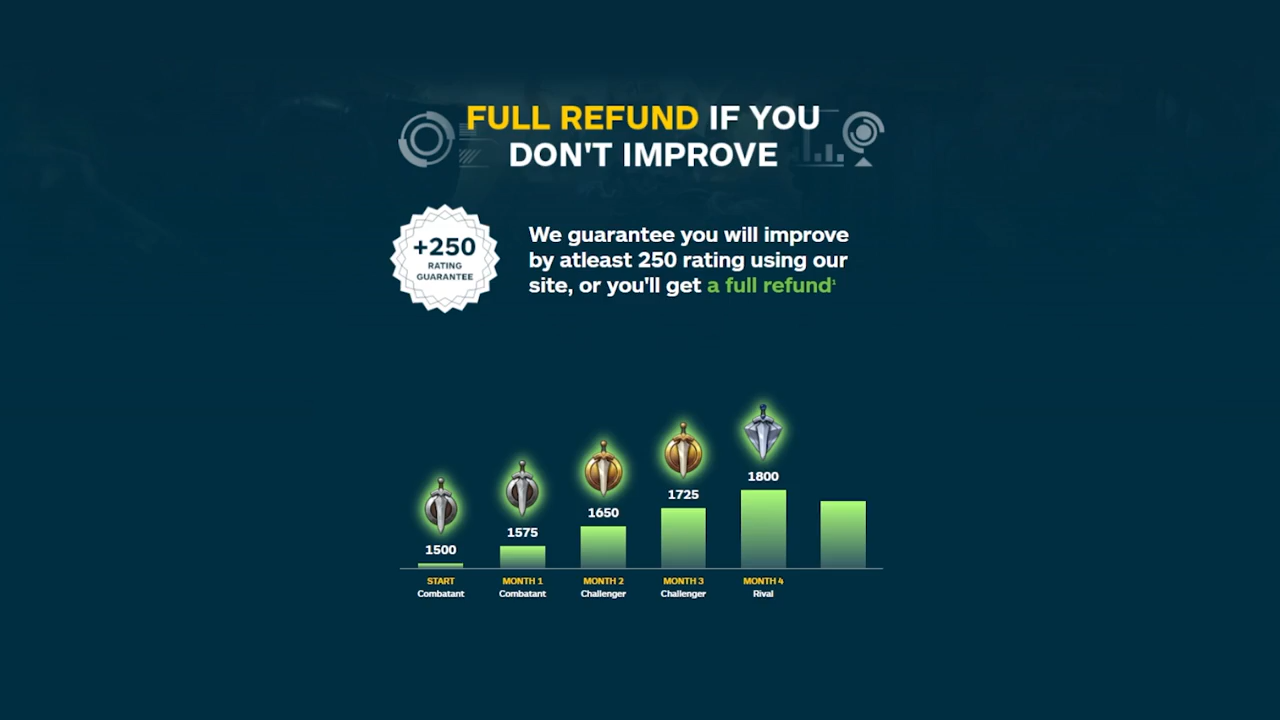 FULL REFUND IF YOU
DON'T IMPROVE
+250
RATING
GUARANTEE
We guarantee you will improve
by atleast 250 rating using our
site, or you'll get a full refund¹
1500
1575
1650
1725
1800
START
Combatant
MONTH 1
Combatant
MONTH 2
Challenger
MONTH 3
Challenger
MONTH 4
Rival